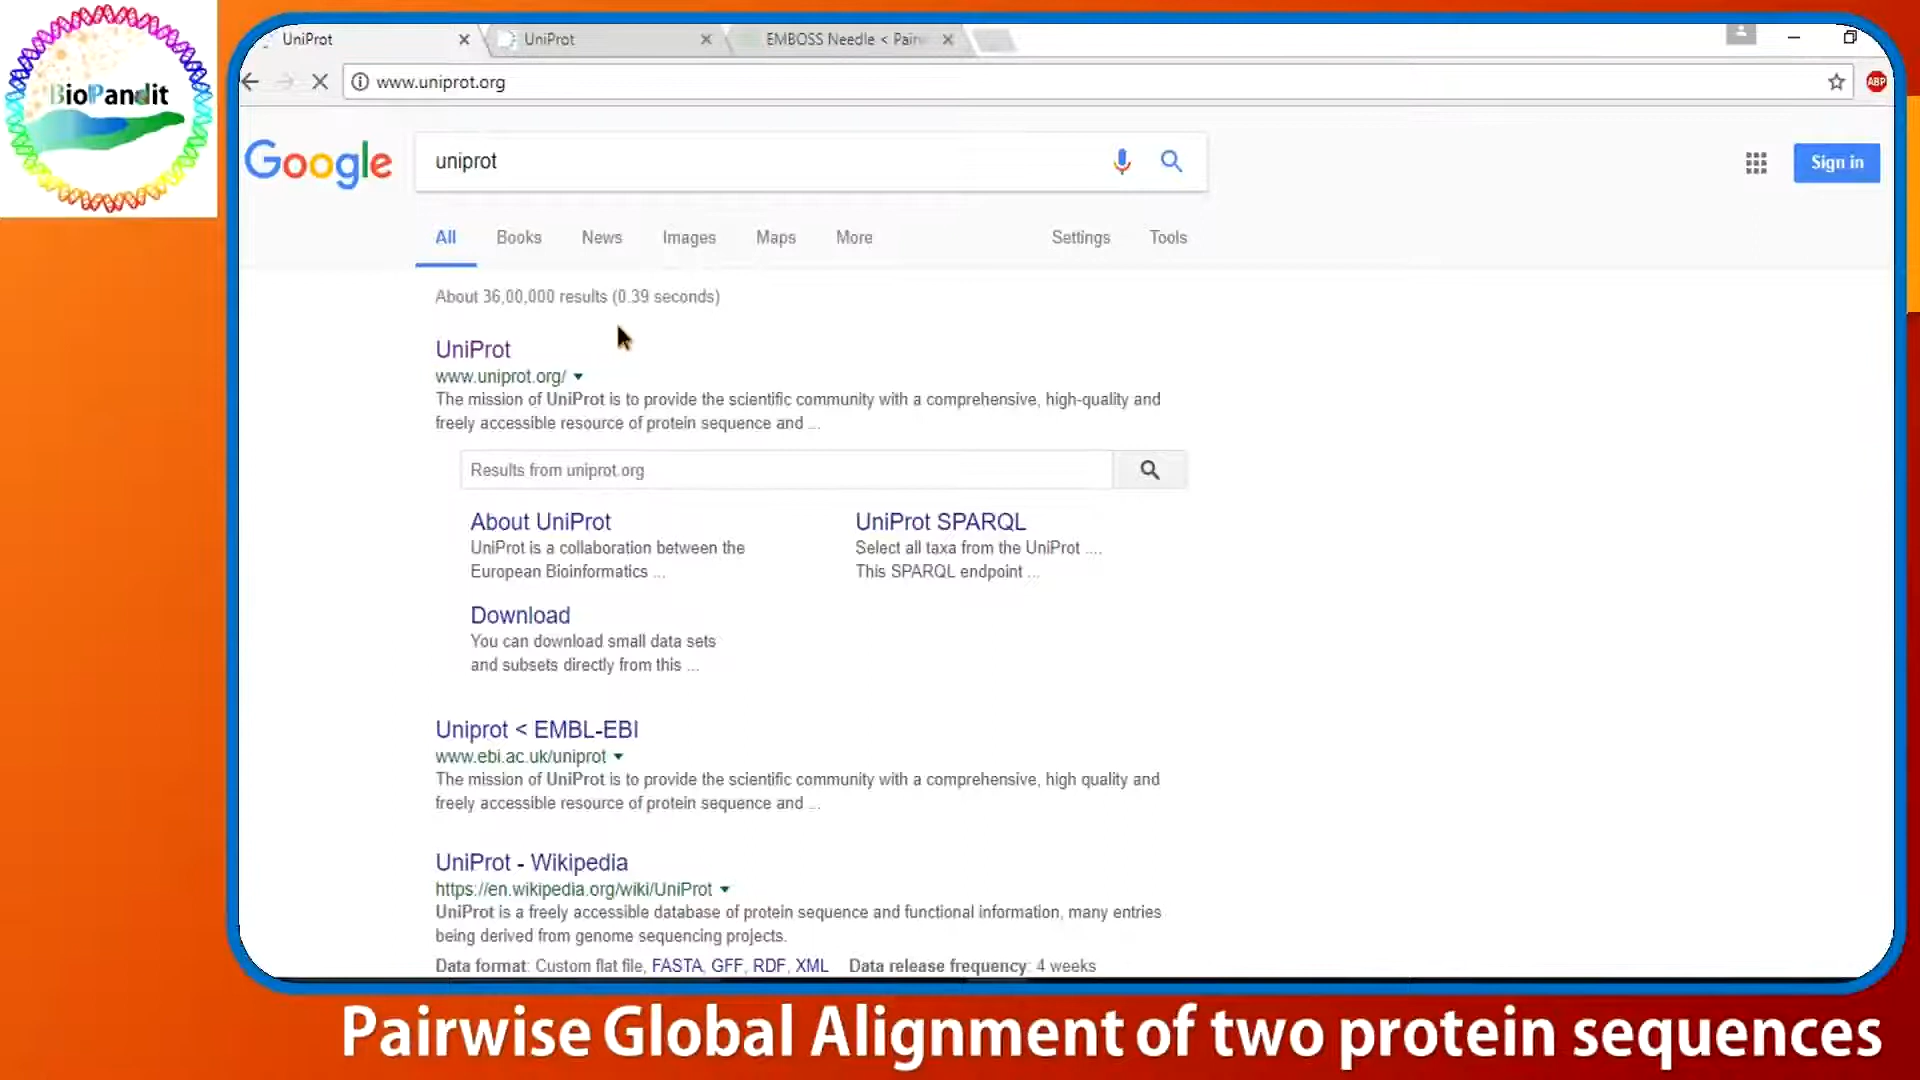 BioPandit
UniProt
UniProt
EMBOSS Needle < Pairw
www.uniprot.org
ABP
Google
uniprot
Sign in
All
Books
News
Images
Maps
More
Settings
Tools
About 36,00,000 results (0.39 seconds)
UniProt
www.uniprot.org/
The mission of UniProt is to provide the scientific community with a comprehensive, high-quality and
freely accessible resource of protein sequence and ...
Results from uniprot.org
About UniProt
UniProt is a collaboration between the
European Bioinformatics ...
UniProt SPARQL
Select all taxa from the UniProt ....
This SPARQL endpoint ...
Download
You can download small data sets
and subsets directly from this ...
Uniprot < EMBL-EBI
www.ebi.ac.uk/uniprot
The mission of UniProt is to provide the scientific community with a comprehensive, high quality and
freely accessible resource of protein sequence and ...
UniProt - Wikipedia
https://en.wikipedia.org/wiki/UniProt
UniProt is a freely accessible database of protein sequence and functional information, many entries
being derived from genome sequencing projects.
Data format: Custom flat file, FASTA, GFF, RDF, XML Data release frequency: 4 weeks
Pairwise Global Alignment of two protein sequences